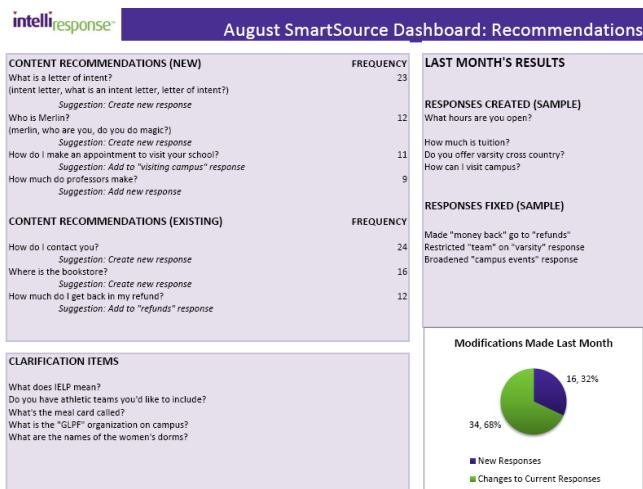 intelliresponse
August SmartSource Dashboard: Recommendations
CONTENT RECOMMENDATIONS (NEW) FREQUENCY
What is a letter of intent? 23
(intent letter, what is an intent letter, letter of intent?)
Suggestion: Create new response
Who is Merlin? 12
(merlin, who are you, do you do magic?)
Suggestion: Create new response
How do I make an appointment to visit your school? 11
Suggestion: Add to "visiting campus" response
How much do professors make? 9
Suggestion: Add new response
CONTENT RECOMMENDATIONS (EXISTING) FREQUENCY
How do I contact you? 24
Suggestion: Create new response
Where is the bookstore? 16
Suggestion: Create new response
How much do I get back in my refund? 12
Suggestion: Add to "refunds" response
CLARIFICATION ITEMS
What does IELP mean?
Do you have athletic teams you'd like to include?
What's the meal card called?
What is the "GLPF" organization on campus?
What are the names of the women's dorms?
LAST MONTH'S RESULTS
RESPONSES CREATED (SAMPLE)
What hours are you open?
How much is tuition?
Do you offer varsity cross country?
How can I visit campus?
RESPONSES FIXED (SAMPLE)
Made "money back" go to "refunds"
Restricted "team" on "varsity" response
Broadened "campus events" response
Modifications Made Last Month
16, 32%
34, 68%
New Responses
Changes to Current Responses